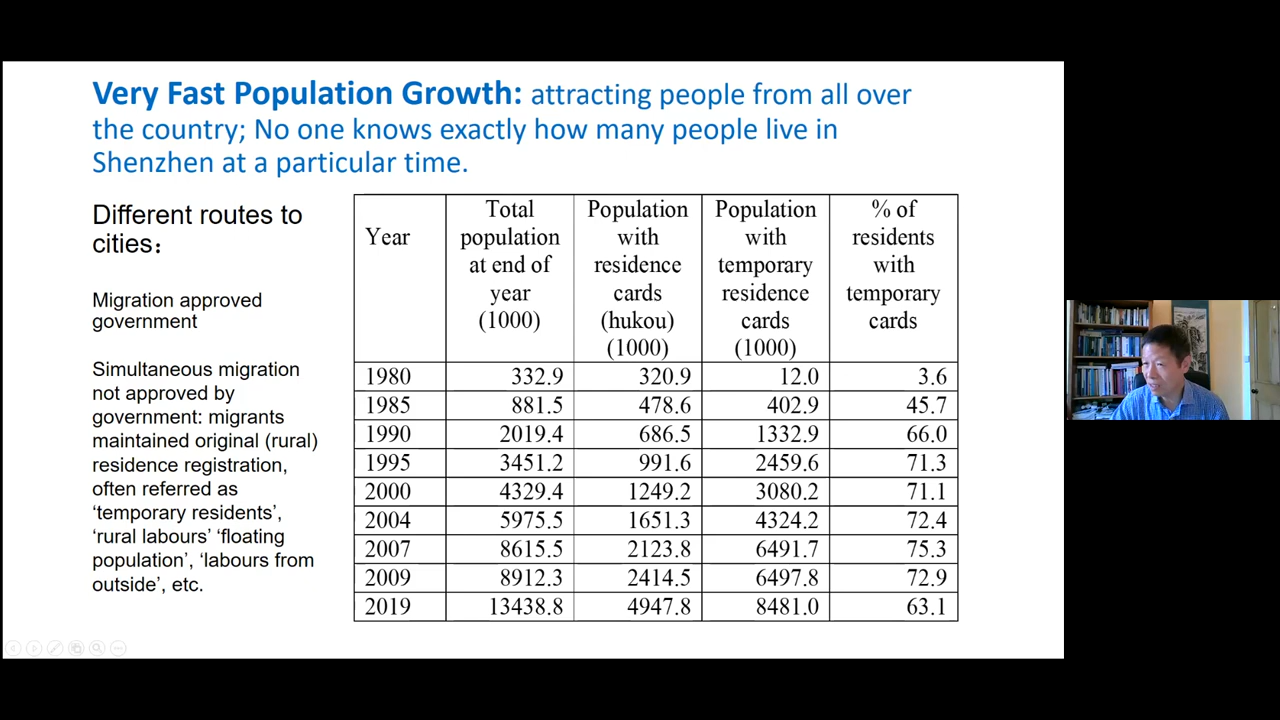 Very Fast Population Growth: attracting people from all over
the country; No one knows exactly how many people live in
Shenzhen at a particular time.
Different routes to
cities：
Migration approved
government
Simultaneous migration
not approved by
government: migrants
maintained original (rural)
residence registration,
often referred as
‘temporary residents’,
‘rural labours’ ‘floating
population’, ‘labours from
outside’, etc.
Year
Total
population
at end of
year
(1000)
Population
with
residence
cards
(hukou)
(1000)
Population
with
temporary
residence
cards
(1000)
% of
residents
with
temporary
cards
1980 332.9 320.9 12.0 3.6
1985 881.5 478.6 402.9 45.7
1990 2019.4 686.5 1332.9 66.0
1995 3451.2 991.6 2459.6 71.3
2000 4329.4 1249.2 3080.2 71.1
2004 5975.5 1651.3 4324.2 72.4
2007 8615.5 2123.8 6491.7 75.3
2009 8912.3 2414.5 6497.8 72.9
2019 13438.8 4947.8 8481.0 63.1